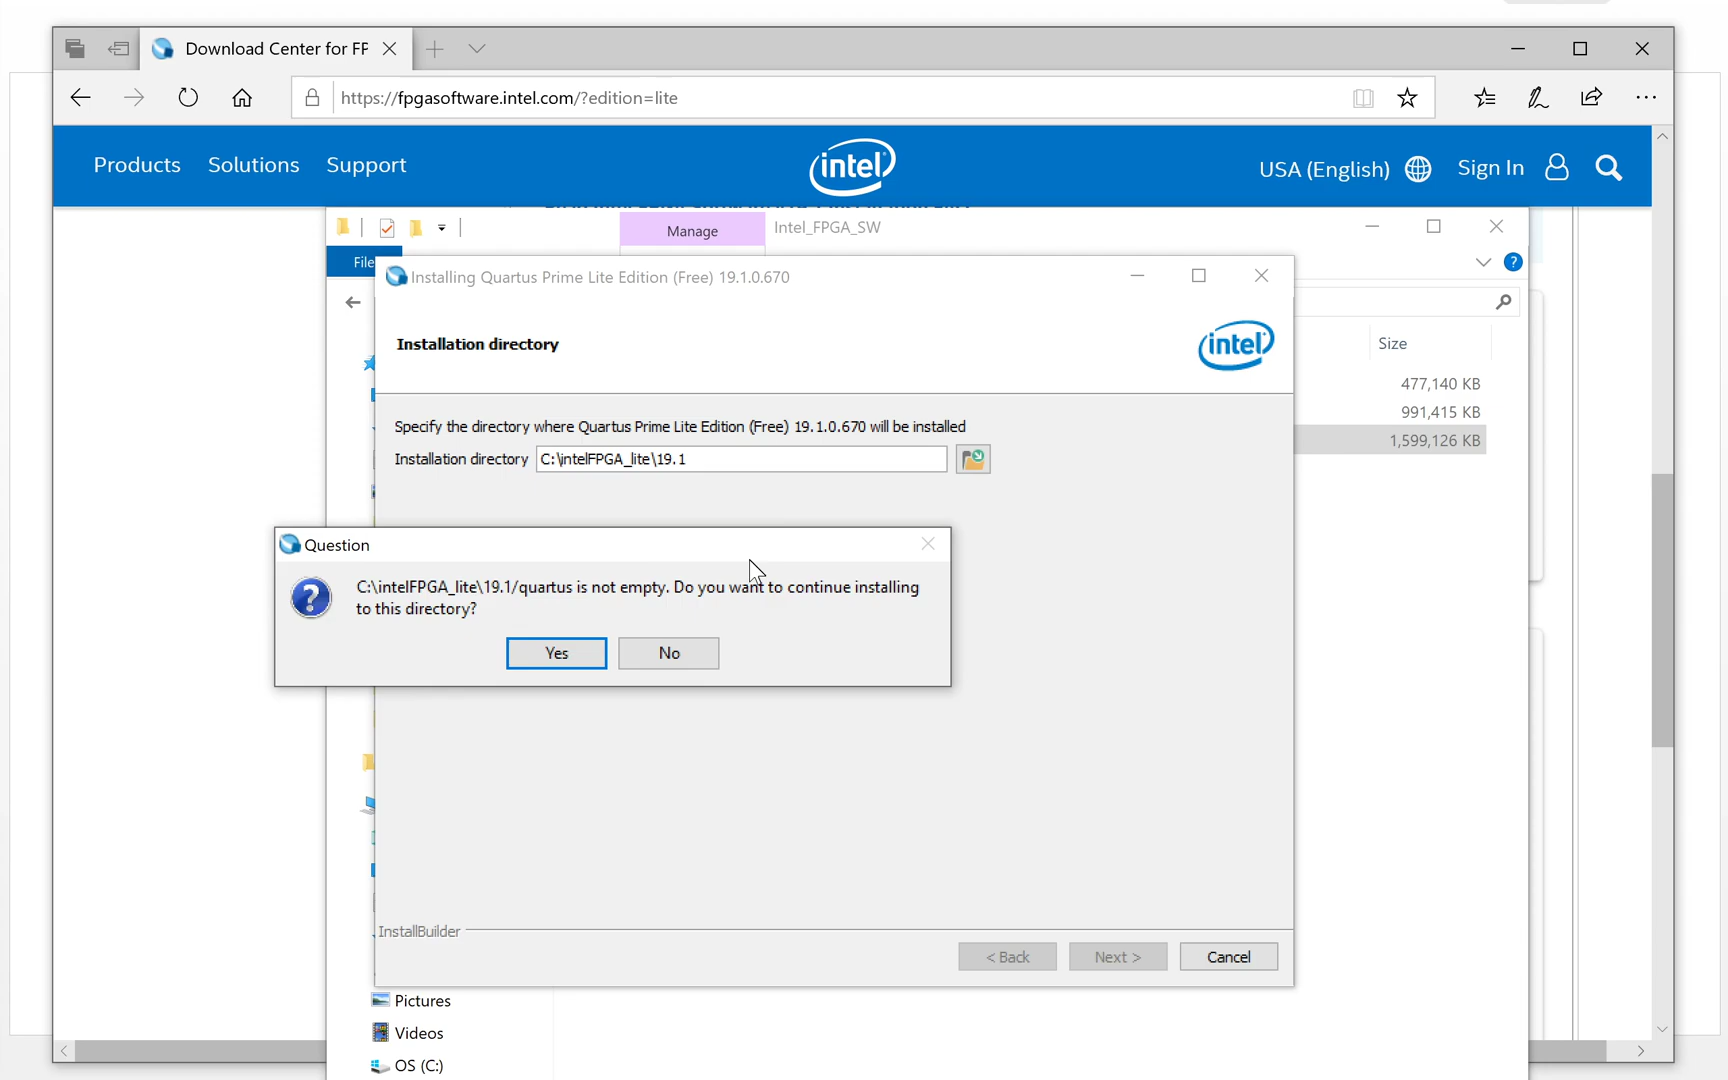 Download Center for FF
https://fpgasoftware.intel.com/?edition=lite
Products Solutions Support
intel
USA (English) Sign In
Manage
Intel_FPGA_SW
File
Installing Quartus Prime Lite Edition (Free) 19.1.0.670
Installation directory
intel
Size
477,140 KB
991,415 KB
1,599,126 KB
Specify the directory where Quartus Prime Lite Edition (Free) 19.1.0.670 will be installed
Installation directory C:\intelFPGA_lite\19.1
Question
C:\intelFPGA_lite\19.1/quartus is not empty. Do you want to continue installing
to this directory?
Yes No
InstallBuilder
< Back Next > Cancel
Pictures
Videos
OS (C:)